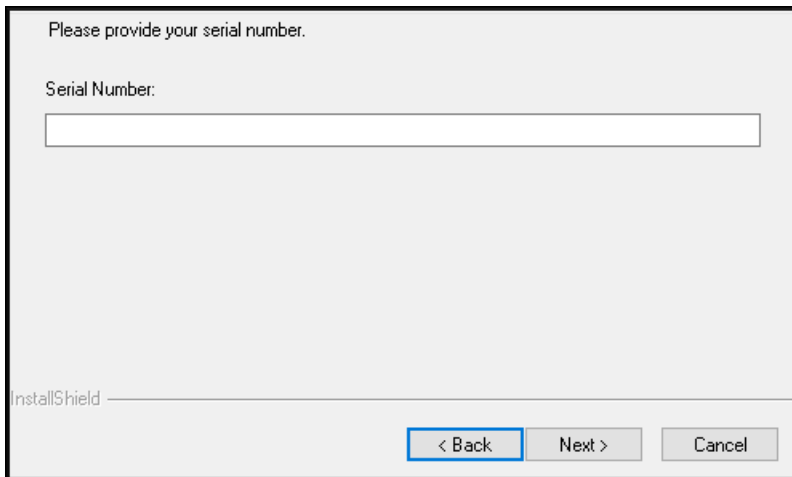 Please provide your serial number.
Serial Number:
InstallShield
< Back Next > Cancel